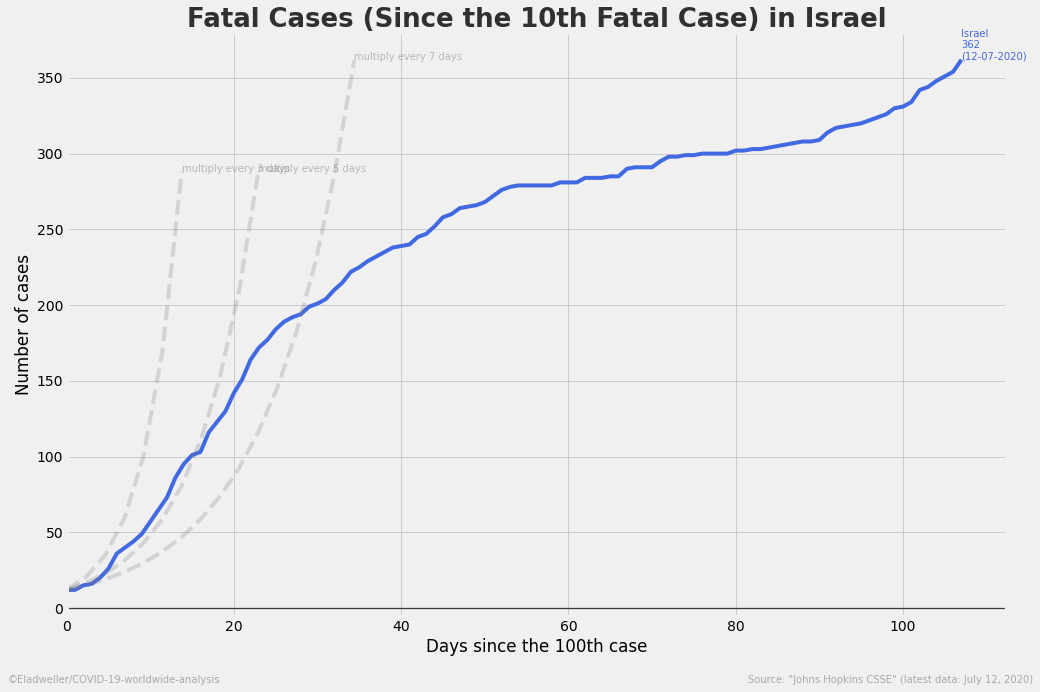 Fatal Cases (Since the 10th Fatal Case) in Israel
Israel
362
(12-07-2020)
multiply every 7 days
multiply every 3 days
multiply every 5 days
Number of cases
350
300
250
200
150
100
50
0
0 20 40 60 80 100
Days since the 100th case
©Eladweller/COVID-19-worldwide-analysis
Source: "Johns Hopkins CSSE" (latest data: July 12, 2020)